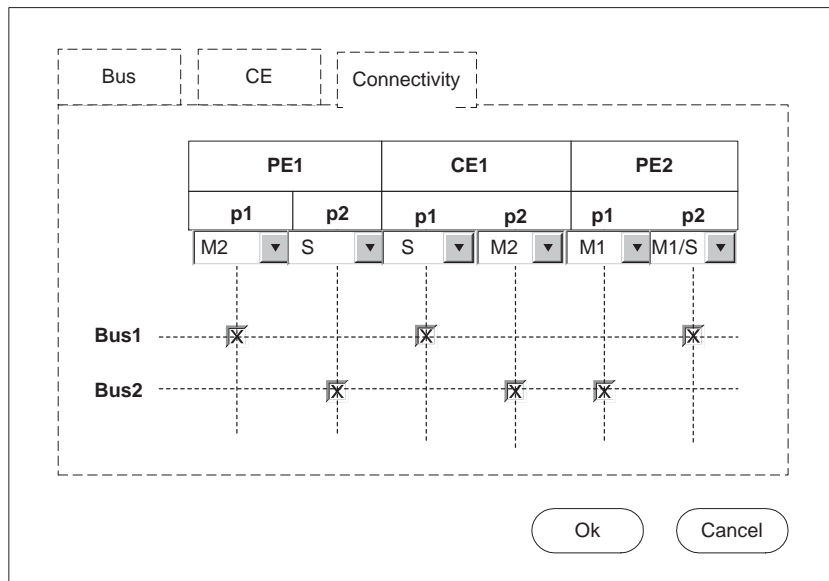 Bus CE Connectivity
PE1 CE1 PE2
p1 p2 p1 p2 p1 p2
M2 S S M2 M1 M1/S
Bus1
Bus2
Ok Cancel